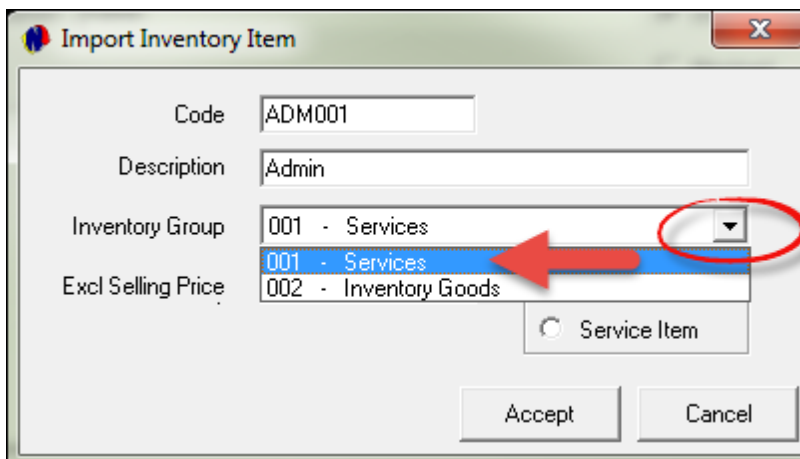 Import Inventory Item
Code ADM001
Description Admin
Inventory Group 001 - Services
001 - Services
Excl Selling Price 002 - Inventory Goods
Service Item
Accept Cancel